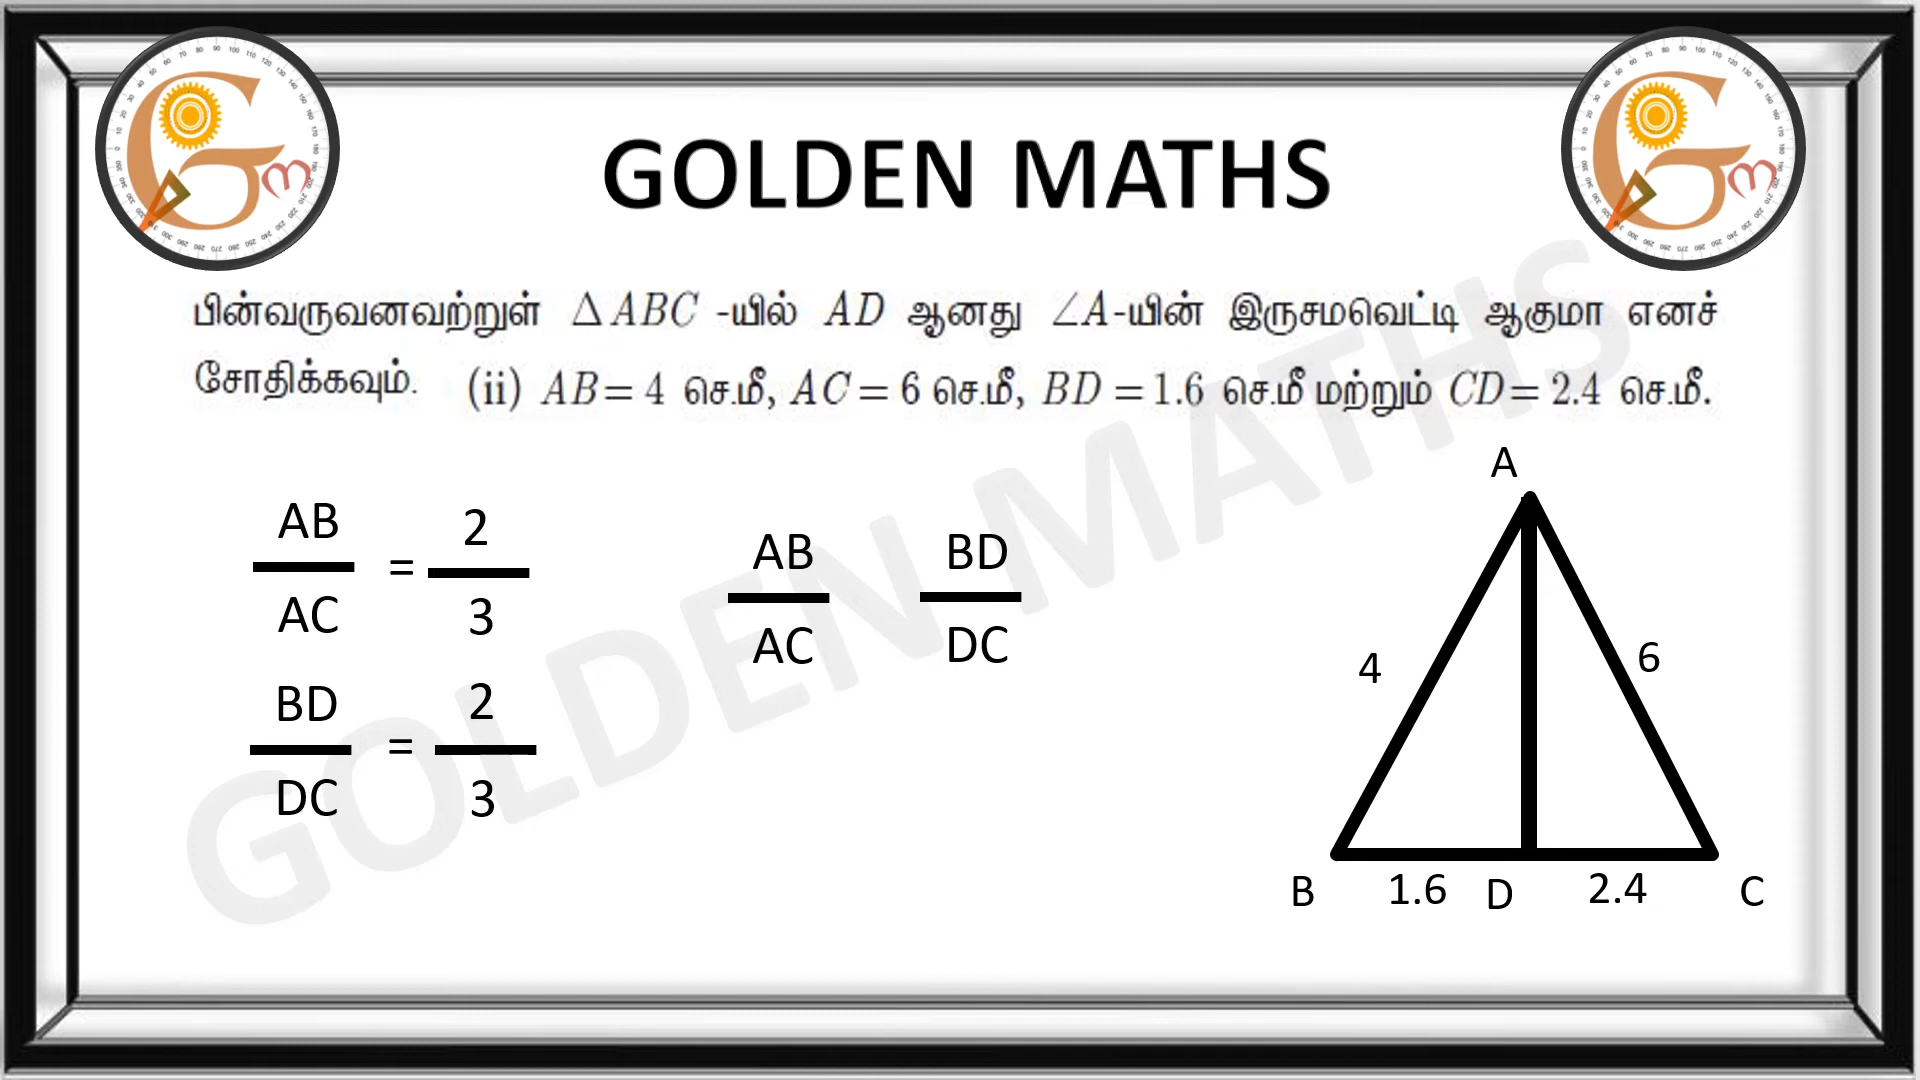 GOLDEN MATHS
பின்வருவனவற்றுள் ΔABC -யில் AD ஆனது ∠A-யின் இருசமவெட்டி ஆகுமா எனச்
சோதிக்கவும். (ii) AB = 4 செ.மீ, AC = 6 செ.மீ, BD = 1.6 செ.மீ மற்றும் CD = 2.4 செ.மீ.
AB
AC
=
2
3
AB
AC
BD
DC
BD
DC
=
2
3
A
4
6
B
1.6
D
2.4
C
GOLDEN MATHS